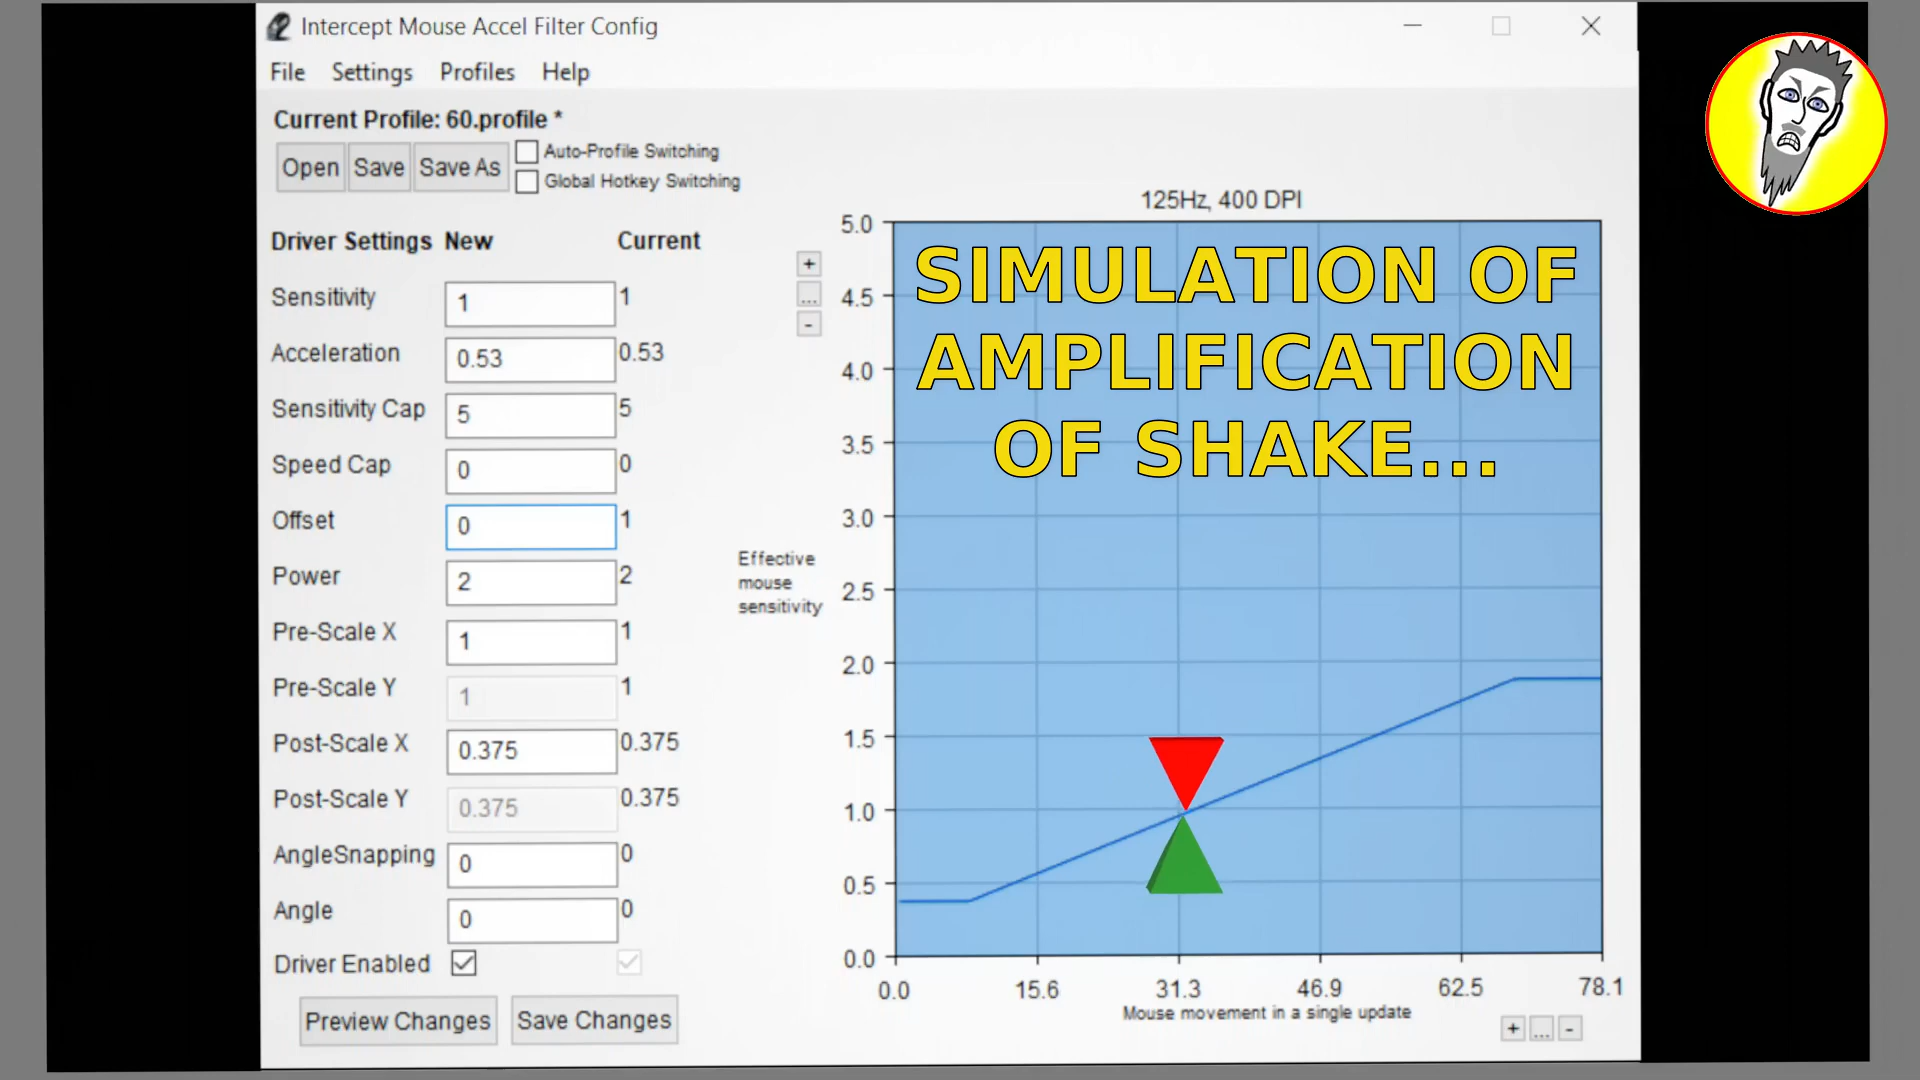 Intercept Mouse Accel Filter Config
File Settings Profiles Help
Current Profile: 60.profile *
Open Save Save As
Auto-Profile Switching
Global Hotkey Switching
Driver Settings New Current
Sensitivity 1 1
Acceleration 0.53 0.53
Sensitivity Cap 5 5
Speed Cap 0 0
Offset 0 1
Power 2 2
Pre-Scale X 1 1
Pre-Scale Y 1 1
Post-Scale X 0.375 0.375
Post-Scale Y 0.375 0.375
AngleSnapping 0 0
Angle 0 0
Driver Enabled
Preview Changes Save Changes
+
...
-
Effective
mouse
sensitivity
125Hz, 400 DPI
SIMULATION OF
AMPLIFICATION
OF SHAKE...
5.0
4.5
4.0
3.5
3.0
2.5
2.0
1.5
1.0
0.5
0.0
0.0 15.6 31.3 46.9 62.5 78.1
Mouse movement in a single update
+ ... -